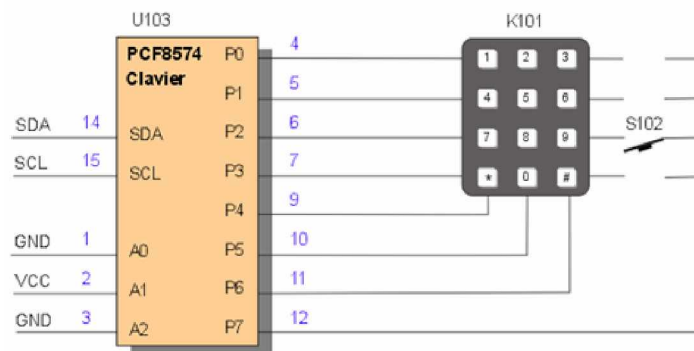 U103
K101
PCF8574
Clavier
P0
4
P1
5
SDA
14
SDA
P2
6
SCL
15
SCL
P3
7
P4
9
GND
1
A0
P5
10
VCC
2
A1
P6
11
GND
3
A2
P7
12
1 2 3
4 5 6
7 8 9
* 0 #
S102